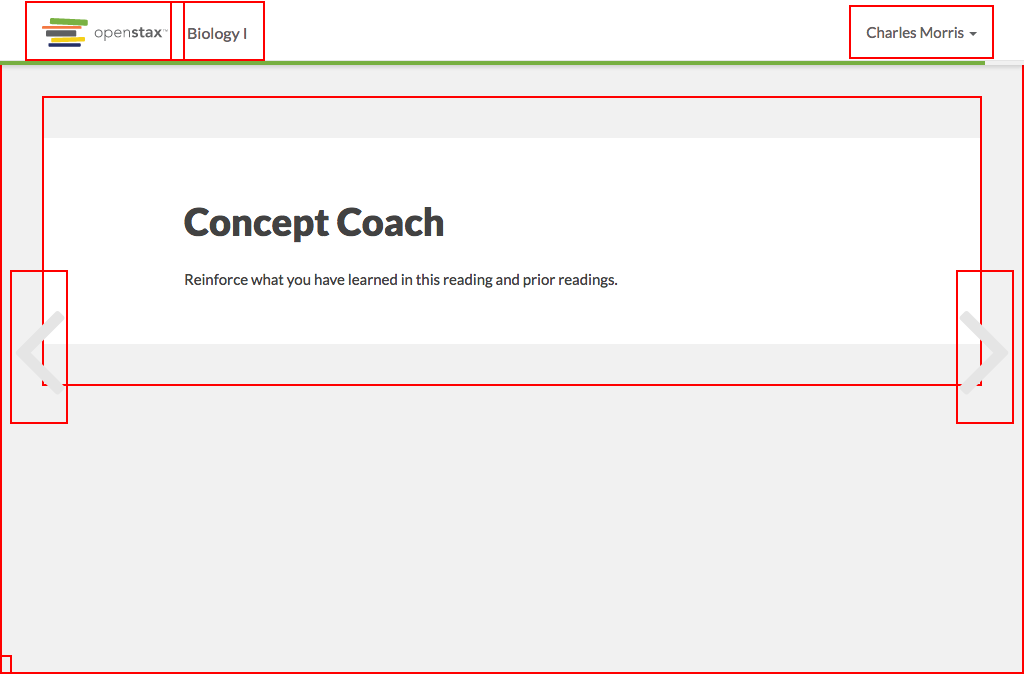 openstax™
Biology I
Charles Morris
Concept Coach
Reinforce what you have learned in this reading and prior readings.